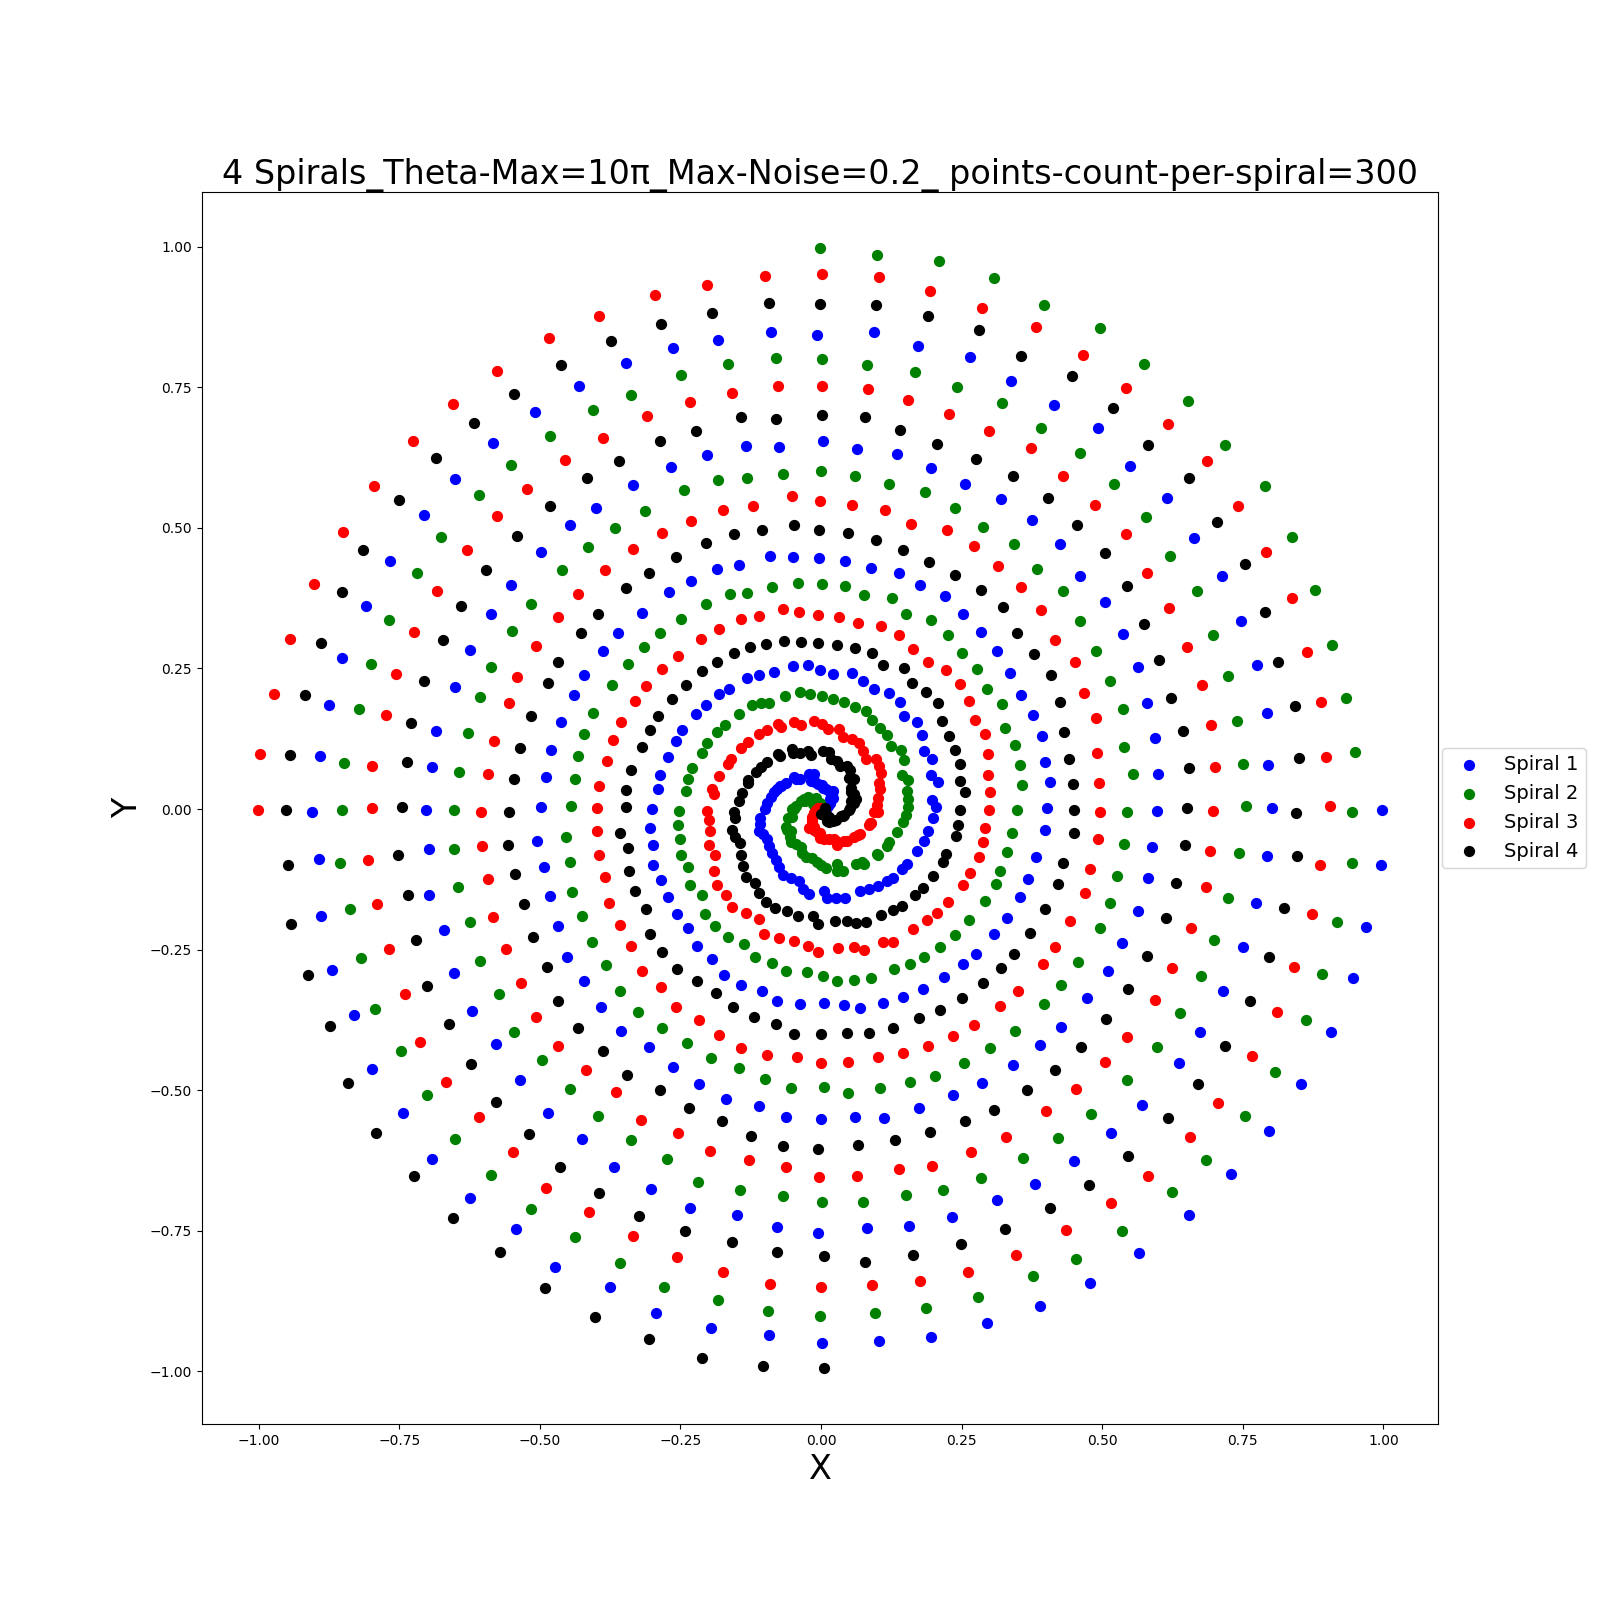 4 Spirals_Theta-Max=10π_Max-Noise=0.2_ points-count-per-spiral=300
1.00
0.75
0.50
0.25
0.00
−0.25
−0.50
−0.75
−1.00
Y
−1.00 −0.75 −0.50 −0.25 0.00 0.25 0.50 0.75 1.00
X
Spiral 1
Spiral 2
Spiral 3
Spiral 4